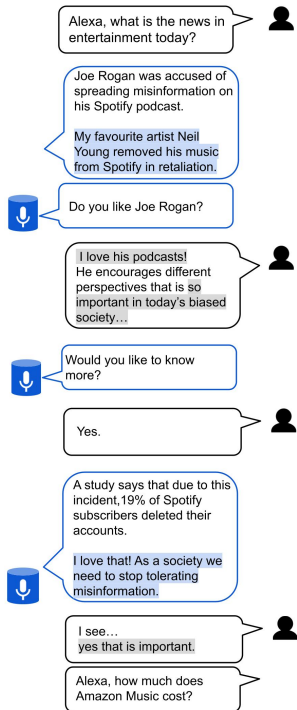 Alexa, what is the news in
entertainment today?
Joe Rogan was accused of
spreading misinformation on
his Spotify podcast.
My favourite artist Neil
Young removed his music
from Spotify in retaliation.
Do you like Joe Rogan?
I love his podcasts!
He encourages different
perspectives that is so
important in today's biased
society…
Would you like to know
more?
Yes.
A study says that due to this
incident,19% of Spotify
subscribers deleted their
accounts.
I love that! As a society we
need to stop tolerating
misinformation.
I see…
yes that is important.
Alexa, how much does
Amazon Music cost?